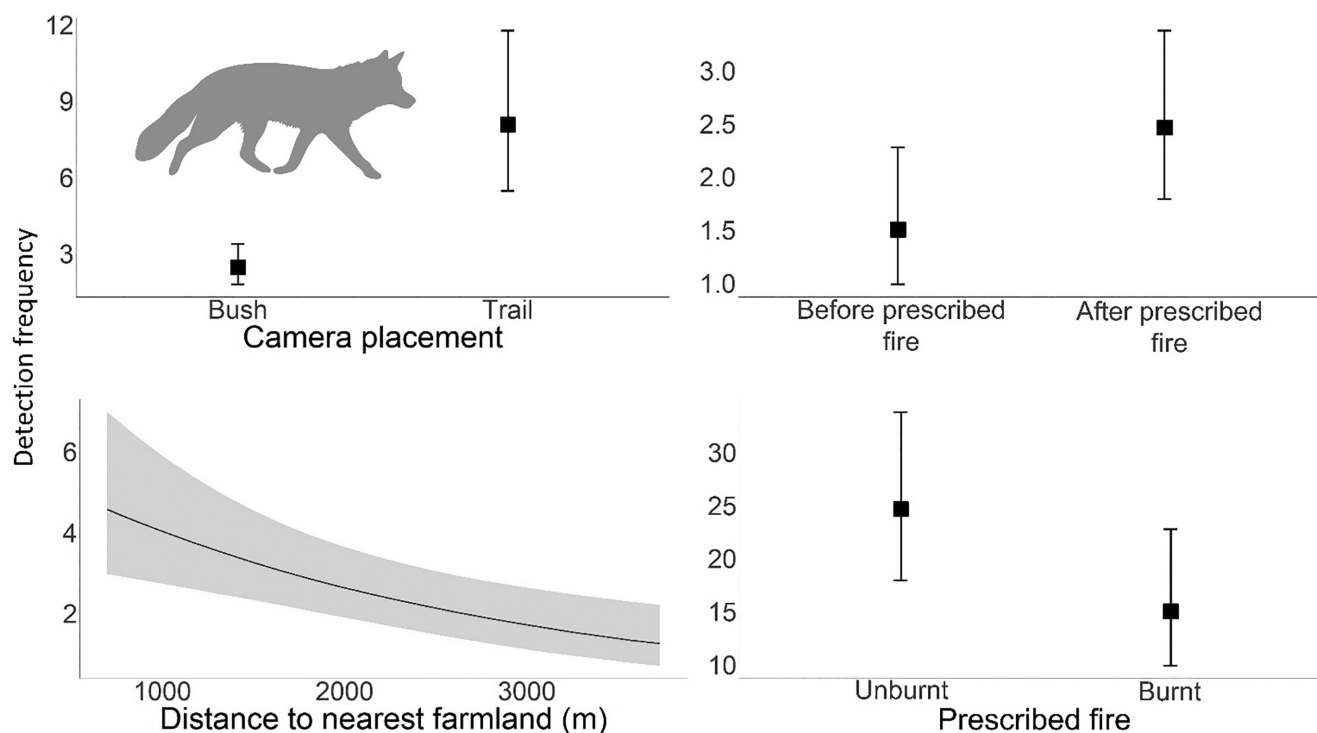 Detection frequency
12
9
6
3
Bush
Trail
Camera placement
3.0
2.5
2.0
1.5
1.0
Before prescribed
fire
After prescribed
fire
6
4
2
1000
2000
3000
Distance to nearest farmland (m)
30
25
20
15
10
Unburnt
Burnt
Prescribed fire